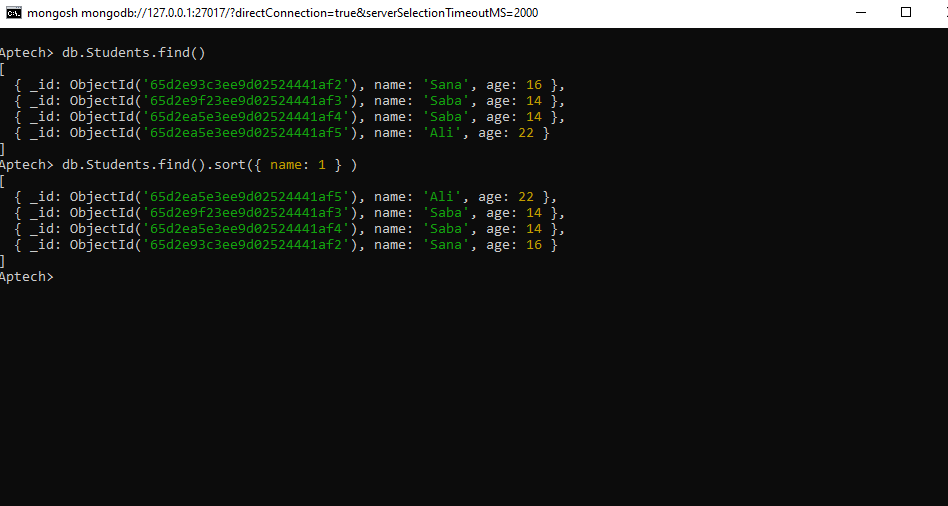 mongosh mongodb://127.0.0.1:27017/?directConnection=true&serverSelectionTimeoutMS=2000
Aptech> db.Students.find()
[
  { _id: ObjectId('65d2e93c3ee9d02524441af2'), name: 'Sana', age: 16 },
  { _id: ObjectId('65d2e9f23ee9d02524441af3'), name: 'Saba', age: 14 },
  { _id: ObjectId('65d2ea5e3ee9d02524441af4'), name: 'Saba', age: 14 },
  { _id: ObjectId('65d2ea5e3ee9d02524441af5'), name: 'Ali', age: 22 }
]
Aptech> db.Students.find().sort({ name: 1 } )
[
  { _id: ObjectId('65d2ea5e3ee9d02524441af5'), name: 'Ali', age: 22 },
  { _id: ObjectId('65d2e9f23ee9d02524441af3'), name: 'Saba', age: 14 },
  { _id: ObjectId('65d2ea5e3ee9d02524441af4'), name: 'Saba', age: 14 },
  { _id: ObjectId('65d2e93c3ee9d02524441af2'), name: 'Sana', age: 16 }
]
Aptech>